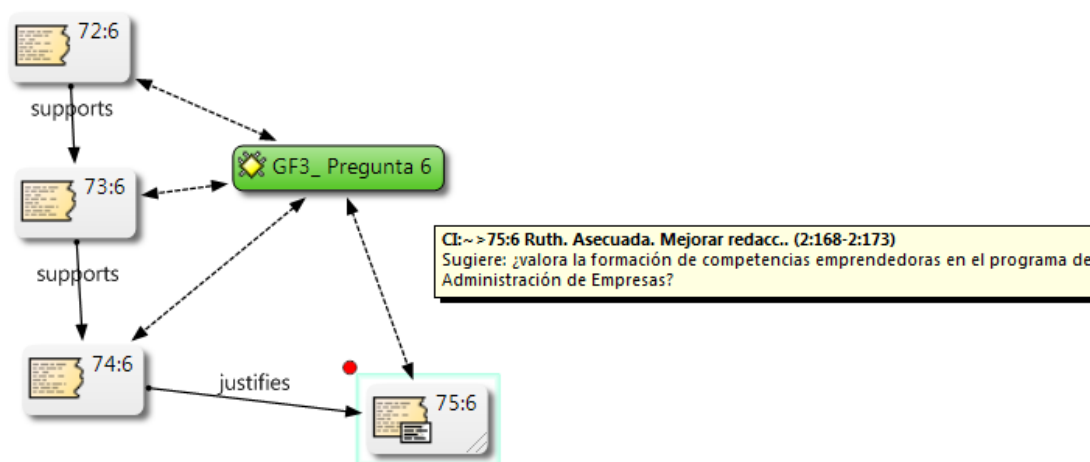 72:6
supports
GF3_ Pregunta 6
73:6
CI:~>75:6 Ruth. Asecuada. Mejorar redacc.. (2:168-2:173)
Sugiere: ¿valora la formación de competencias emprendedoras en el programa de
Administración de Empresas?
supports
74:6
justifies
75:6